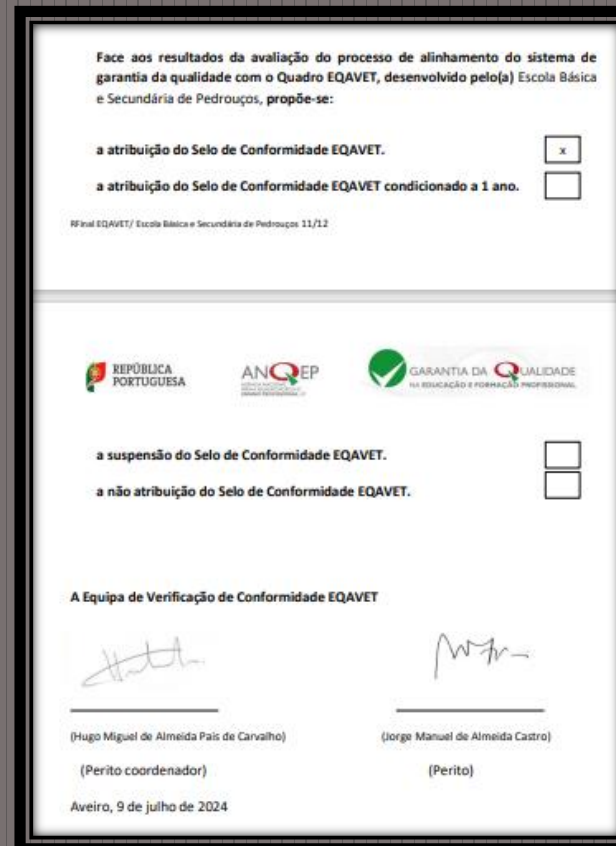 Face aos resultados da avaliação do processo de alinhamento do sistema de
garantia da qualidade com o Quadro EQAVET, desenvolvido pelo(a) Escola Básica
e Secundária de Pedrouços, propõe-se:
a atribuição do Selo de Conformidade EQAVET.
x
a atribuição do Selo de Conformidade EQAVET condicionado a 1 ano.
RFinal EQAVET/ Escola Básica e Secundária de Pedrouços 11/12
REPÚBLICA
PORTUGUESA
ANQEP
GARANTIA DA QUALIDADE
NA EDUCAÇÃO E FORMAÇÃO PROFISSIONAL
a suspensão do Selo de Conformidade EQAVET.
a não atribuição do Selo de Conformidade EQAVET.
A Equipa de Verificação de Conformidade EQAVET
(Hugo Miguel de Almeida Pais de Carvalho)
(Jorge Manuel de Almeida Castro)
(Perito coordenador)
(Perito)
Aveiro, 9 de julho de 2024